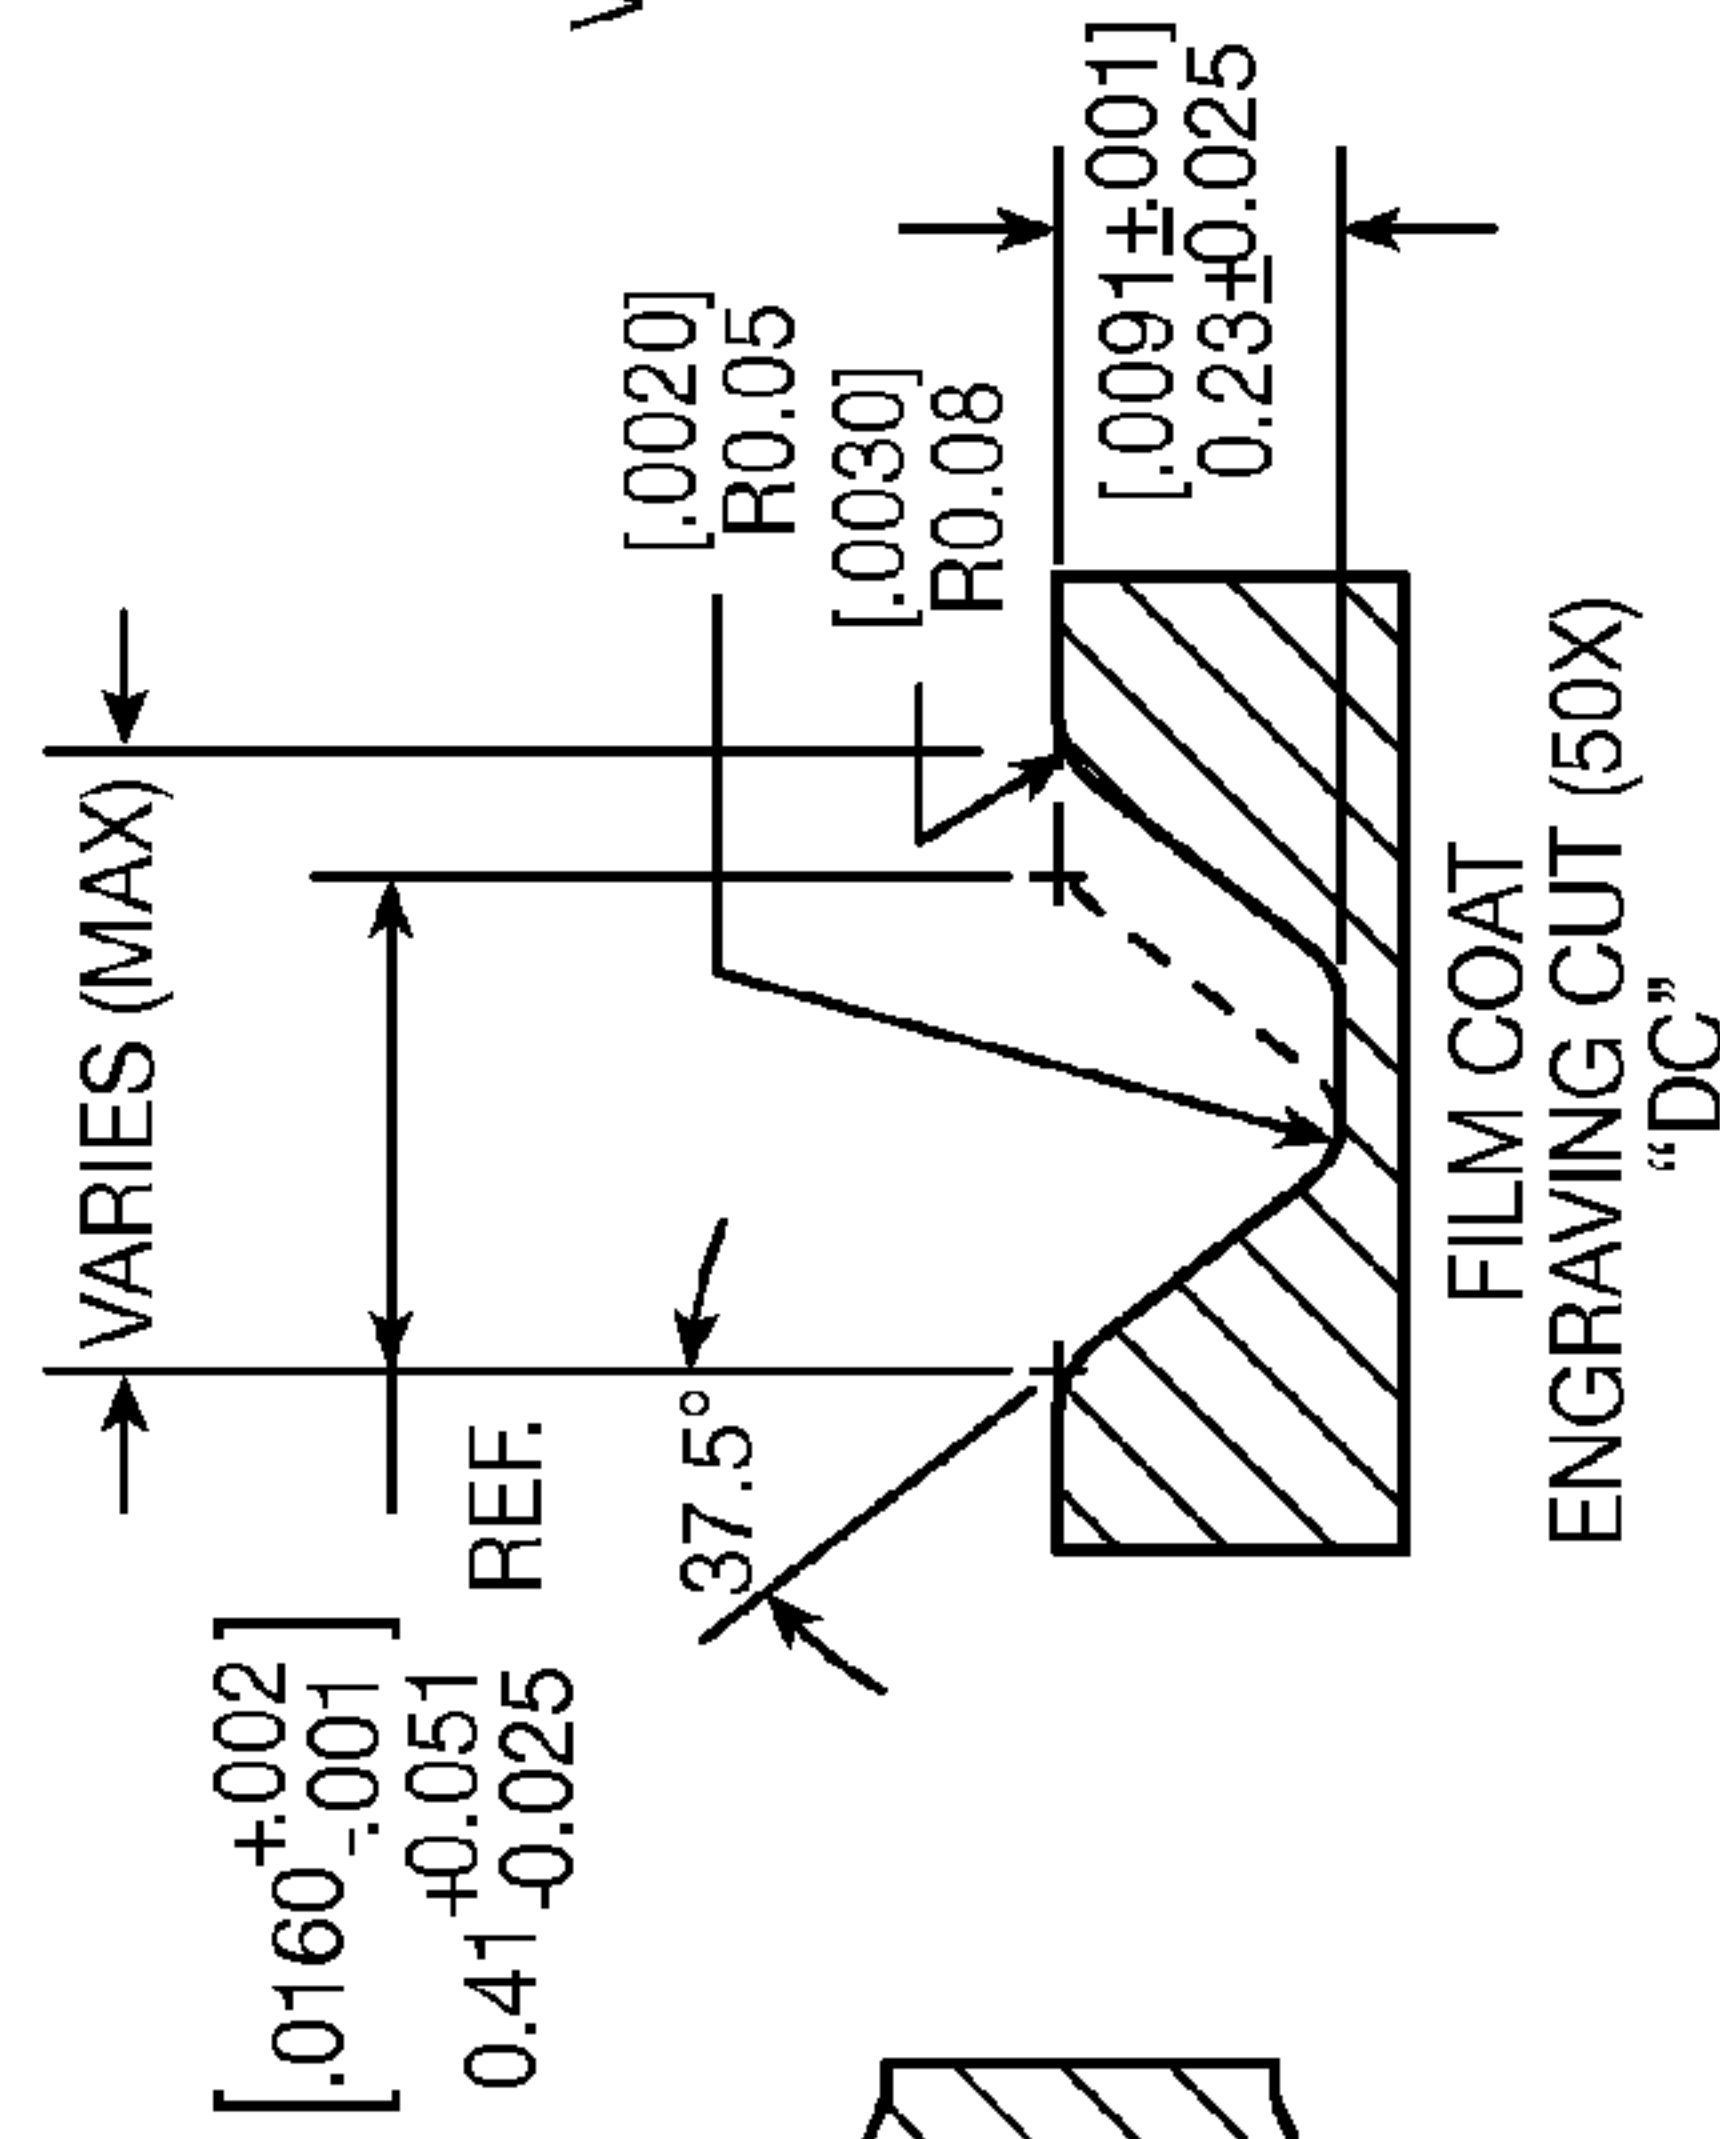 VARIES (MAX)
[.0160 +.002 -.001]
0.41 +0.051 -0.025
REF.
37.5°
[.0020]
R0.05
[.0030]
R0.08
[.0091±.001]
0.23±0.025
FILM COAT
ENGRAVING CUT (50X)
“DC”